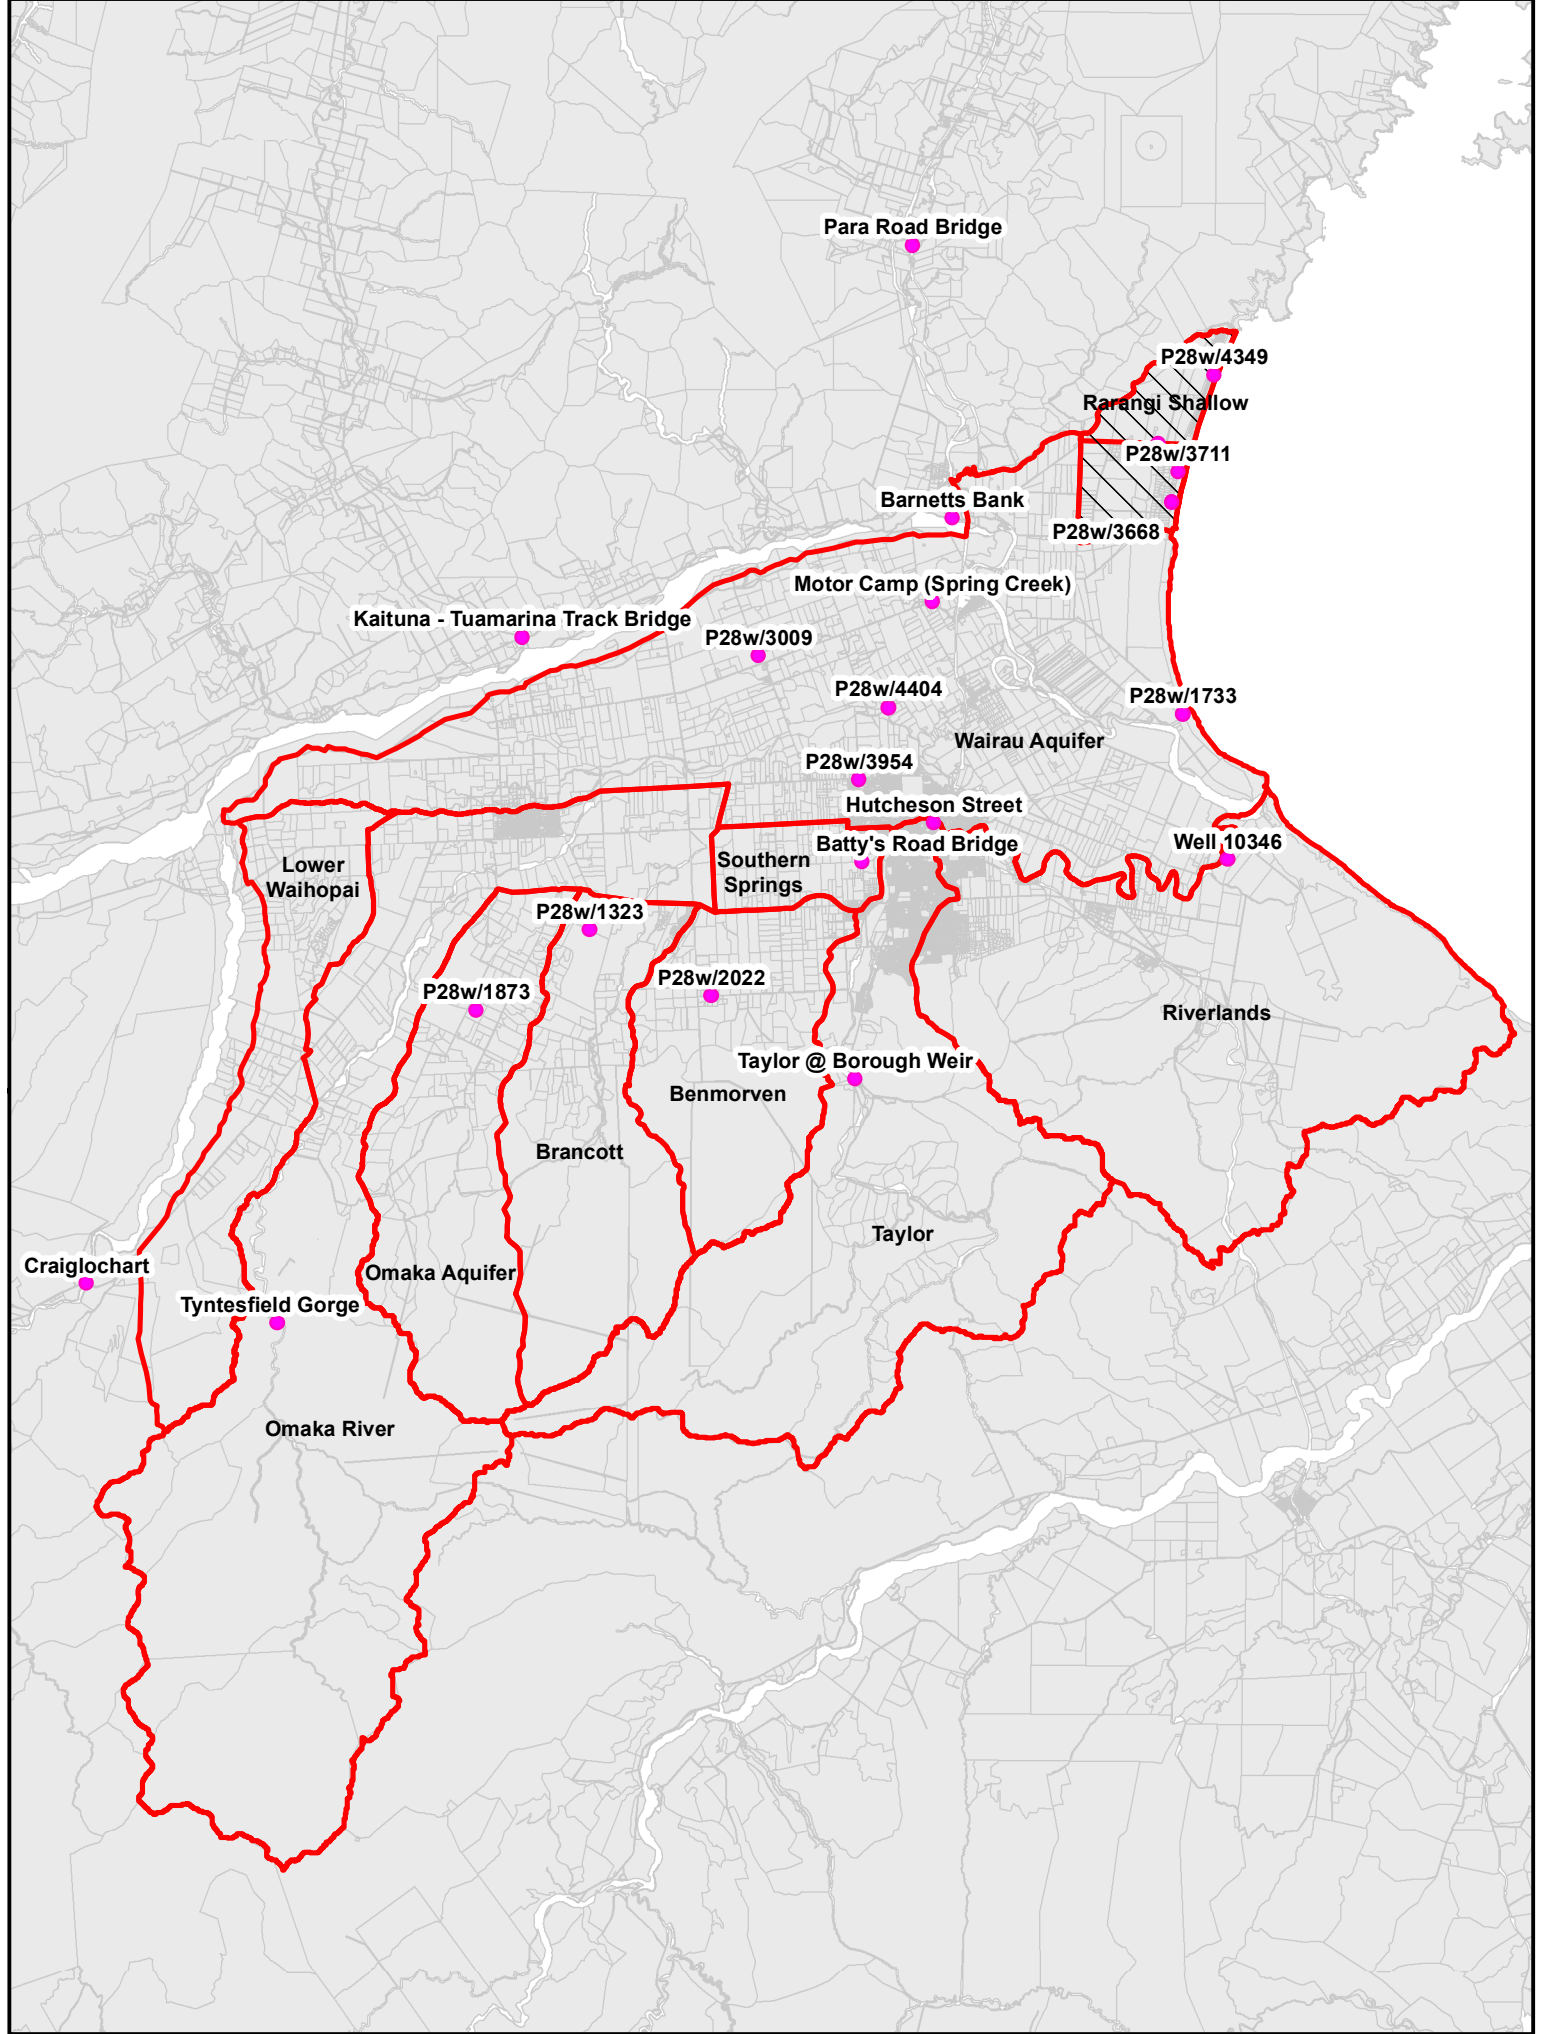 Para Road Bridge
P28w/4349
Rarangi Shallow
P28w/3711
Barnetts Bank
P28w/3668
Motor Camp (Spring Creek)
Kaituna - Tuamarina Track Bridge
P28w/3009
P28w/4404
P28w/1733
Wairau Aquifer
P28w/3954
Hutcheson Street
Batty's Road Bridge
Well 10346
Southern
Springs
Lower
Waihopai
P28w/1323
P28w/2022
P28w/1873
Riverlands
Taylor @ Borough Weir
Benmorven
Brancott
Taylor
Craiglochart
Omaka Aquifer
Tyntesfield Gorge
Omaka River